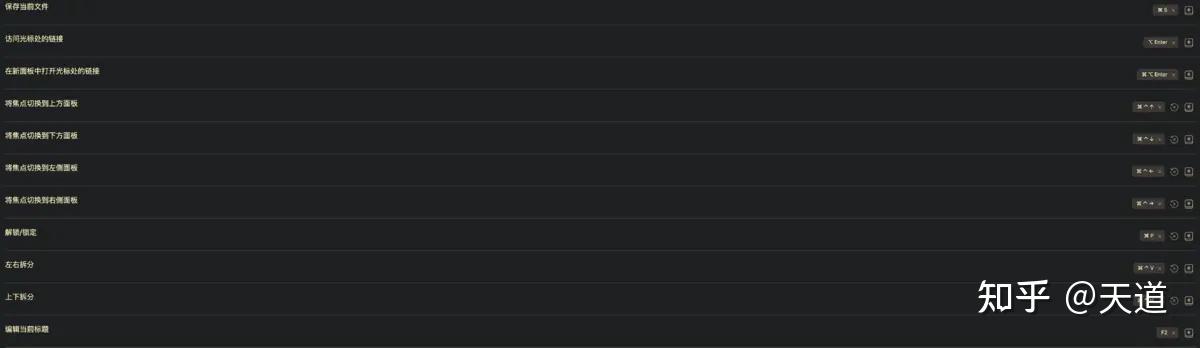 保存当前文件 ⌘ S ×
访问光标处的链接 ⌥ Enter ×
在新面板中打开光标处的链接 ⌘ ⌥ Enter ×
将焦点切换到上方面板 ⌘ ^ ↑ ×
将焦点切换到下方面板 ⌘ ^ ↓ ×
将焦点切换到左侧面板 ⌘ ^ ← ×
将焦点切换到右侧面板 ⌘ ^ → ×
解锁/锁定 ⌘ P ×
左右拆分 ⌘ ^ V ×
上下拆分
编辑当前标题 F2 ×
知乎 @天道